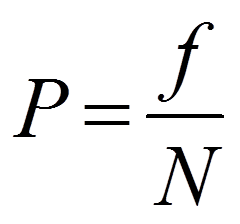 P = f/N